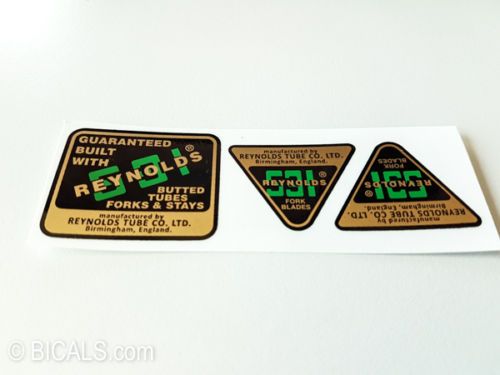 GUARANTEED
BUILT
WITH
531
REYNOLDS®
BUTTED
TUBES
FORKS & STAYS
manufactured by
REYNOLDS TUBE CO. LTD.
Birmingham, England.
manufactured by
REYNOLDS TUBE CO. LTD.
Birmingham, England.
531
REYNOLDS®
FORK
BLADES
manufactured by
REYNOLDS TUBE CO. LTD.
Birmingham, England.
531
REYNOLDS®
FORK
BLADES
© BICALS.com